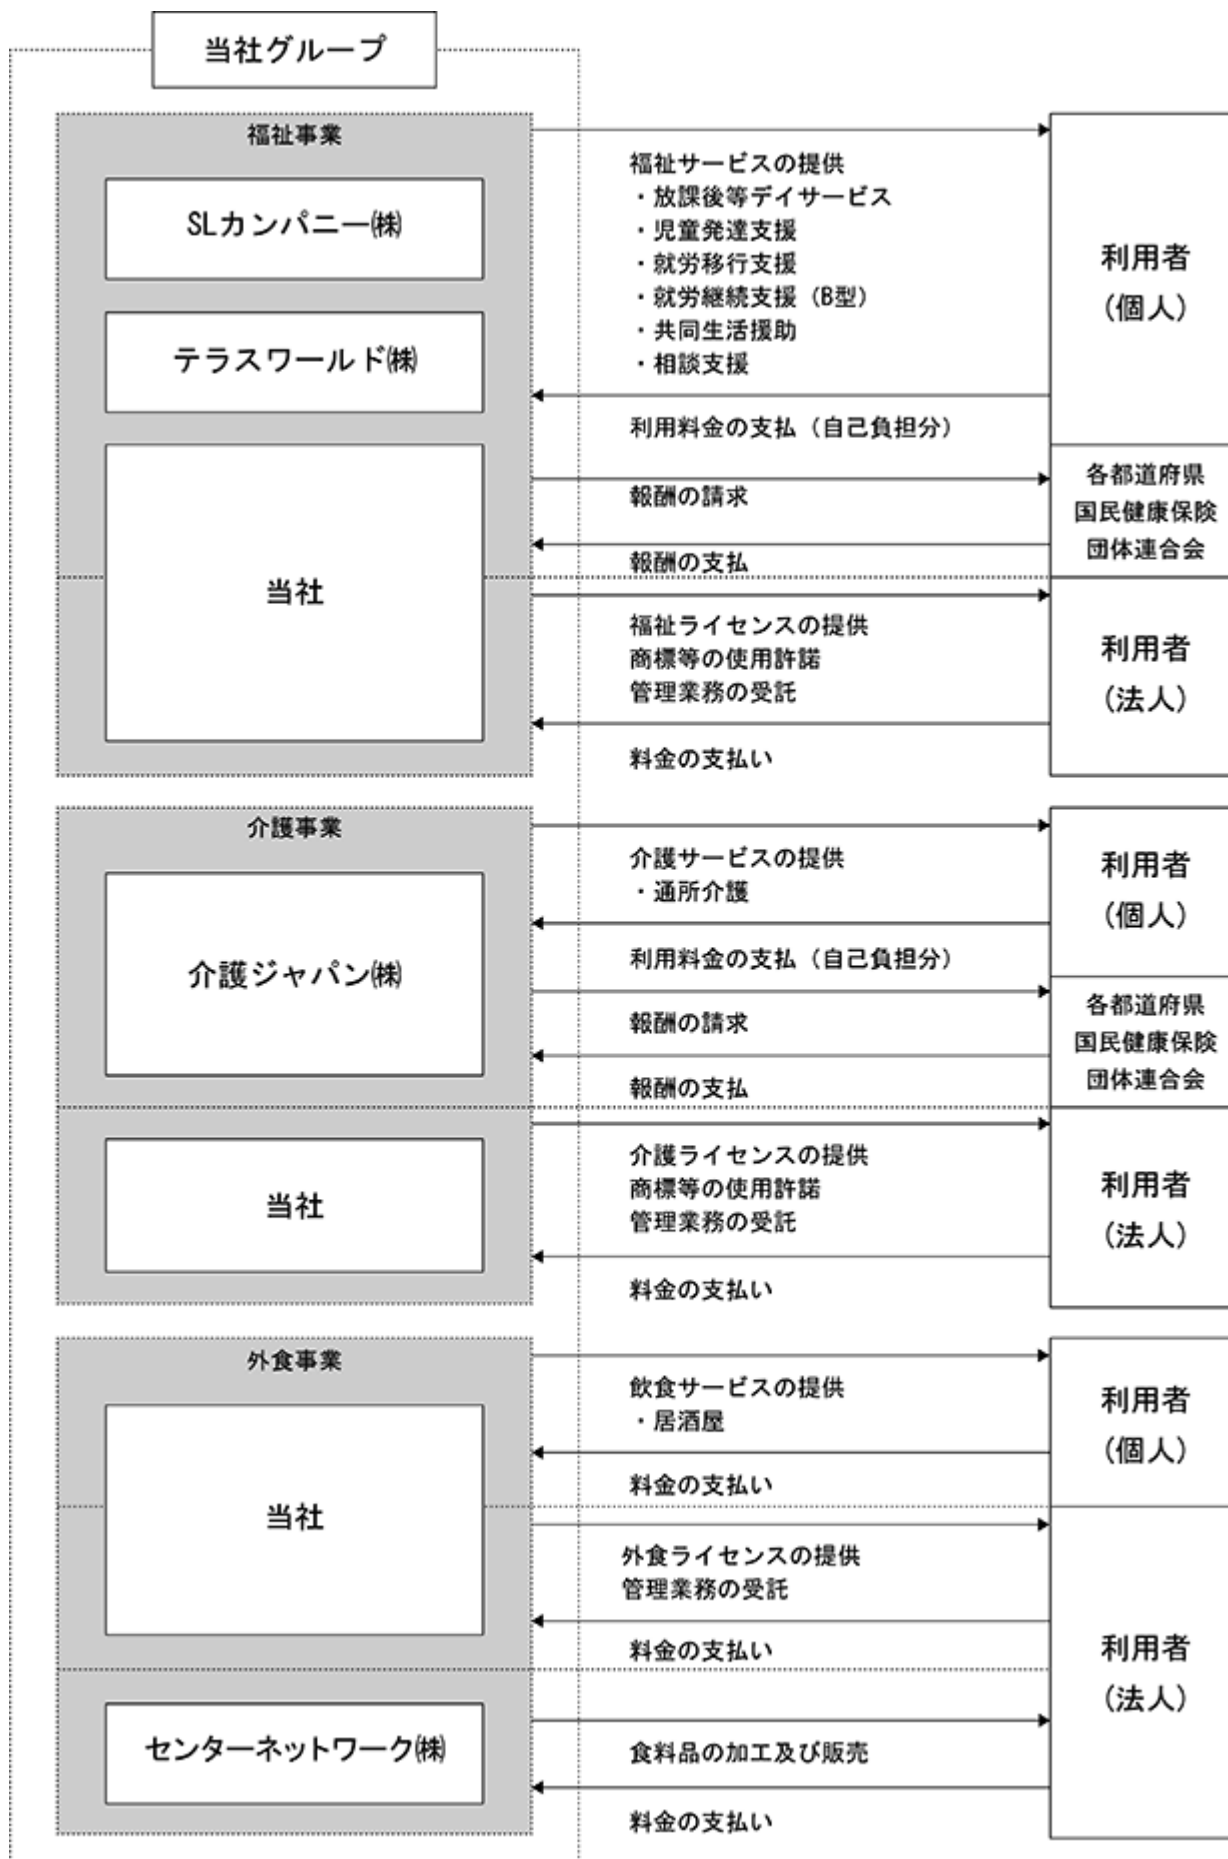 当社グループ
福祉事業
SLカンパニー㈱
テラスワールド㈱
当社
福祉サービスの提供
・放課後等デイサービス
・児童発達支援
・就労移行支援
・就労継続支援（B型）
・共同生活援助
・相談支援
利用料金の支払（自己負担分）
報酬の請求
報酬の支払
福祉ライセンスの提供
商標等の使用許諾
管理業務の受託
料金の支払い
利用者
（個人）
各都道府県
国民健康保険
団体連合会
利用者
（法人）
介護事業
介護ジャパン㈱
当社
介護サービスの提供
・通所介護
利用料金の支払（自己負担分）
報酬の請求
報酬の支払
介護ライセンスの提供
商標等の使用許諾
管理業務の受託
料金の支払い
利用者
（個人）
各都道府県
国民健康保険
団体連合会
利用者
（法人）
外食事業
当社
センターネットワーク㈱
飲食サービスの提供
・居酒屋
料金の支払い
外食ライセンスの提供
管理業務の受託
料金の支払い
食料品の加工及び販売
料金の支払い
利用者
（個人）
利用者
（法人）